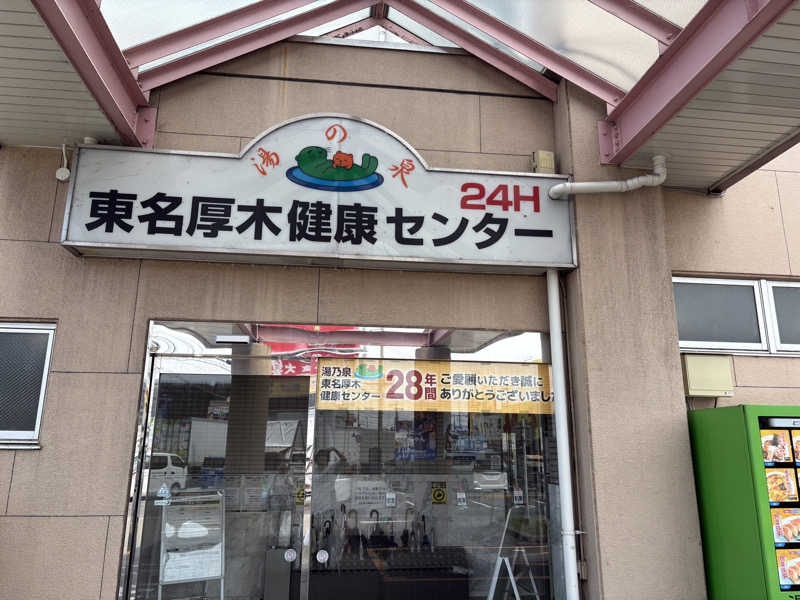 湯の泉
24H
東名厚木健康センター
湯乃泉
東名厚木
健康センター
28年間
ご愛顧いただき誠に
ありがとうございまし